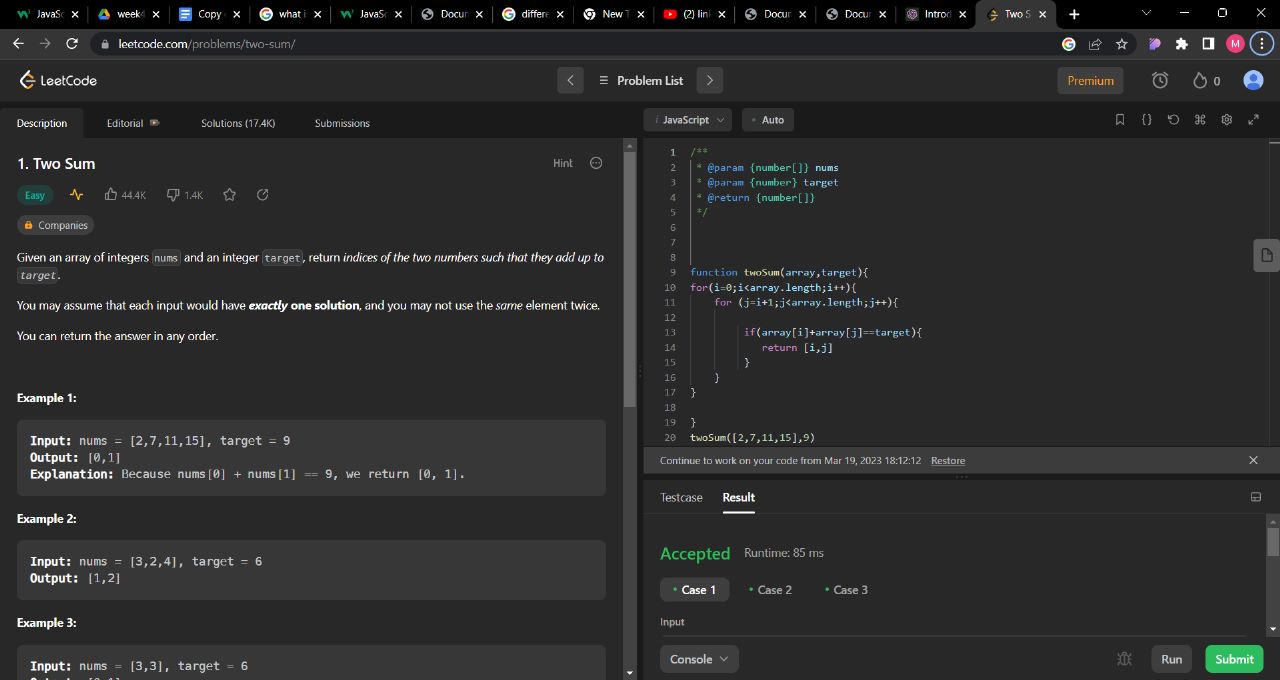 JavaSc
week4
Copy
what i
JavaSc
Docur
differe
New T
(2) lin
Docur
Docur
Introd
Two S
leetcode.com/problems/two-sum/
M
LeetCode
Problem List
Premium
0
Description
Editorial
Solutions (17.4K)
Submissions
JavaScript
Auto
1. Two Sum
Hint
Easy
44.4K
1.4K
Companies
Given an array of integers nums and an integer target, return indices of the two numbers such that they add up to
target.
You may assume that each input would have exactly one solution, and you may not use the same element twice.
You can return the answer in any order.
Example 1:
Input: nums = [2,7,11,15], target = 9
Output: [0,1]
Explanation: Because nums[0] + nums[1] == 9, we return [0, 1].
Example 2:
Input: nums = [3,2,4], target = 6
Output: [1,2]
Example 3:
Input: nums = [3,3], target = 6
1 /**
2 * @param {number[]} nums
3 * @param {number} target
4 * @return {number[]}
5 */
6
7
8
9 function twoSum(array,target){
10 for(i=0;i<array.length;i++){
11 for (j=i+1;j<array.length;j++){
12
13 if(array[i]+array[j]==target){
14 return [i,j]
15 }
16 }
17 }
18
19 }
20 twoSum([2,7,11,15],9)
Continue to work on your code from Mar 19, 2023 18:12:12 Restore
Testcase
Result
Accepted Runtime: 85 ms
• Case 1
• Case 2
• Case 3
Input
Console
Run
Submit